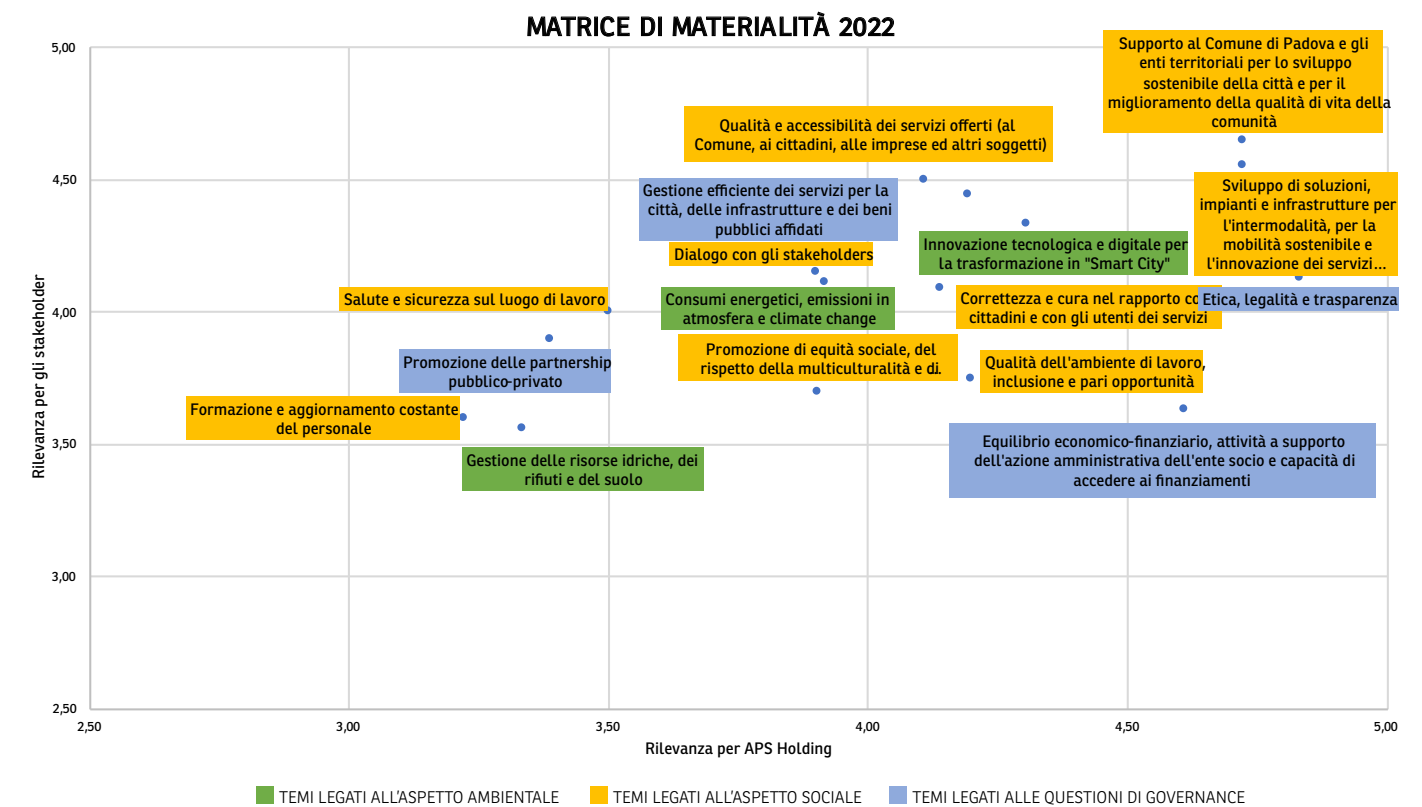 MATRICE DI MATERIALITÀ 2022
5,00
4,50
4,00
3,50
3,00
2,50
Rilevanza per gli stakeholder
Supporto al Comune di Padova e gli
enti territoriali per lo sviluppo
sostenibile della città e per il
miglioramento della qualità di vita della
comunità
Qualità e accessibilità dei servizi offerti (al
Comune, ai cittadini, alle imprese ed altri soggetti)
Gestione efficiente dei servizi per la
città, delle infrastrutture e dei beni
pubblici affidati
Sviluppo di soluzioni,
impianti e infrastrutture per
l'intermodalità, per la
mobilità sostenibile e
l'innovazione dei servizi...
Dialogo con gli stakeholders
Innovazione tecnologica e digitale per
la trasformazione in "Smart City"
Salute e sicurezza sul luogo di lavoro
Consumi energetici, emissioni in
atmosfera e climate change
Correttezza e cura nel rapporto
cittadini e con gli utenti dei servizi
Etica, legalità e trasparenza
Promozione delle partnership
pubblico-privato
Promozione di equità sociale, del
rispetto della multiculturalità e di.
Qualità dell'ambiente di lavoro,
inclusione e pari opportunità
Formazione e aggiornamento costante
del personale
Gestione delle risorse idriche, dei
rifiuti e del suolo
Equilibrio economico-finanziario, attività a supporto
dell'azione amministrativa dell'ente socio e capacità di
accedere ai finanziamenti
2,50 3,00 3,50 4,00 4,50 5,00
Rilevanza per APS Holding
TEMI LEGATI ALL'ASPETTO AMBIENTALE TEMI LEGATI ALL'ASPETTO SOCIALE TEMI LEGATI ALLE QUESTIONI DI GOVERNANCE